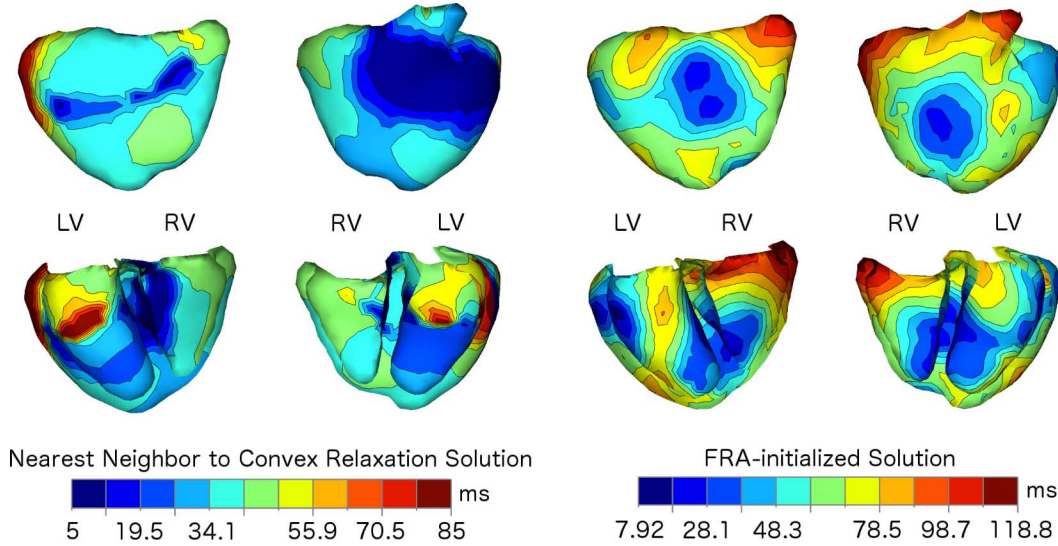 LV RV RV LV LV RV RV LV
Nearest Neighbor to Convex Relaxation Solution
ms
5 19.5 34.1 55.9 70.5 85
FRA-initialized Solution
ms
7.92 28.1 48.3 78.5 98.7 118.8